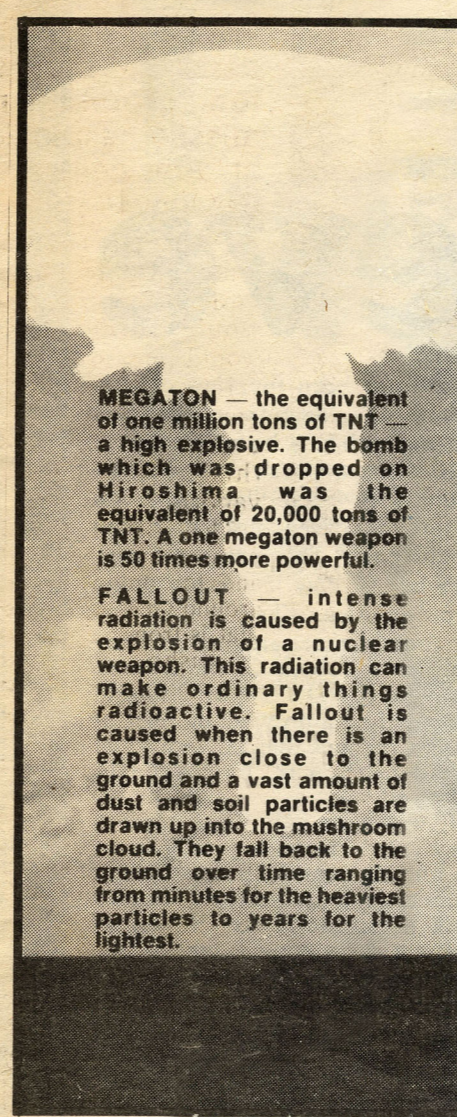 MEGATON — the equivalent
of one million tons of TNT —
a high explosive. The bomb
which was dropped on
Hiroshima was the
equivalent of 20,000 tons of
TNT. A one megaton weapon
is 50 times more powerful.
FALLOUT — intense
radiation is caused by the
explosion of a nuclear
weapon. This radiation can
make ordinary things
radioactive. Fallout is
caused when there is an
explosion close to the
ground and a vast amount of
dust and soil particles are
drawn up into the mushroom
cloud. They fall back to the
ground over time ranging
from minutes for the heaviest
particles to years for the
lightest.